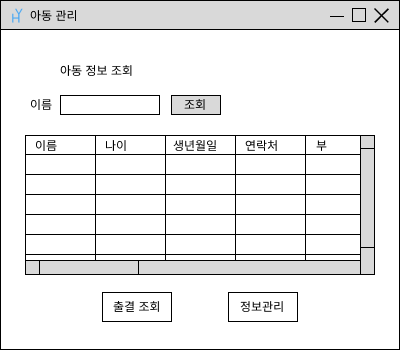 HY 아동 관리
아동 정보 조회
이름 조회
이름 나이 생년월일 연락처 부
출결 조회 정보관리